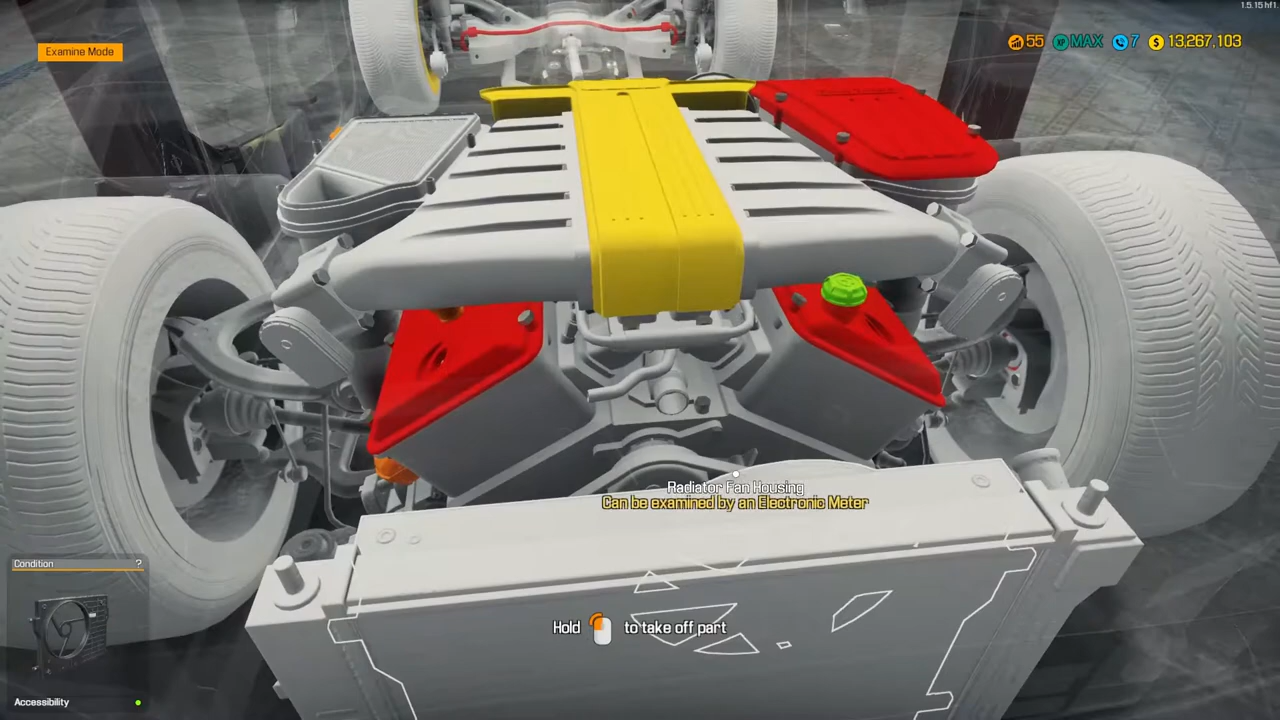 1.5.15 hf1.
Examine Mode
55 XP MAX 7 $ 13,267,103
Radiator Fan Housing
Can be examined by an Electronic Meter
Hold to take off part
Condition ?
Accessibility